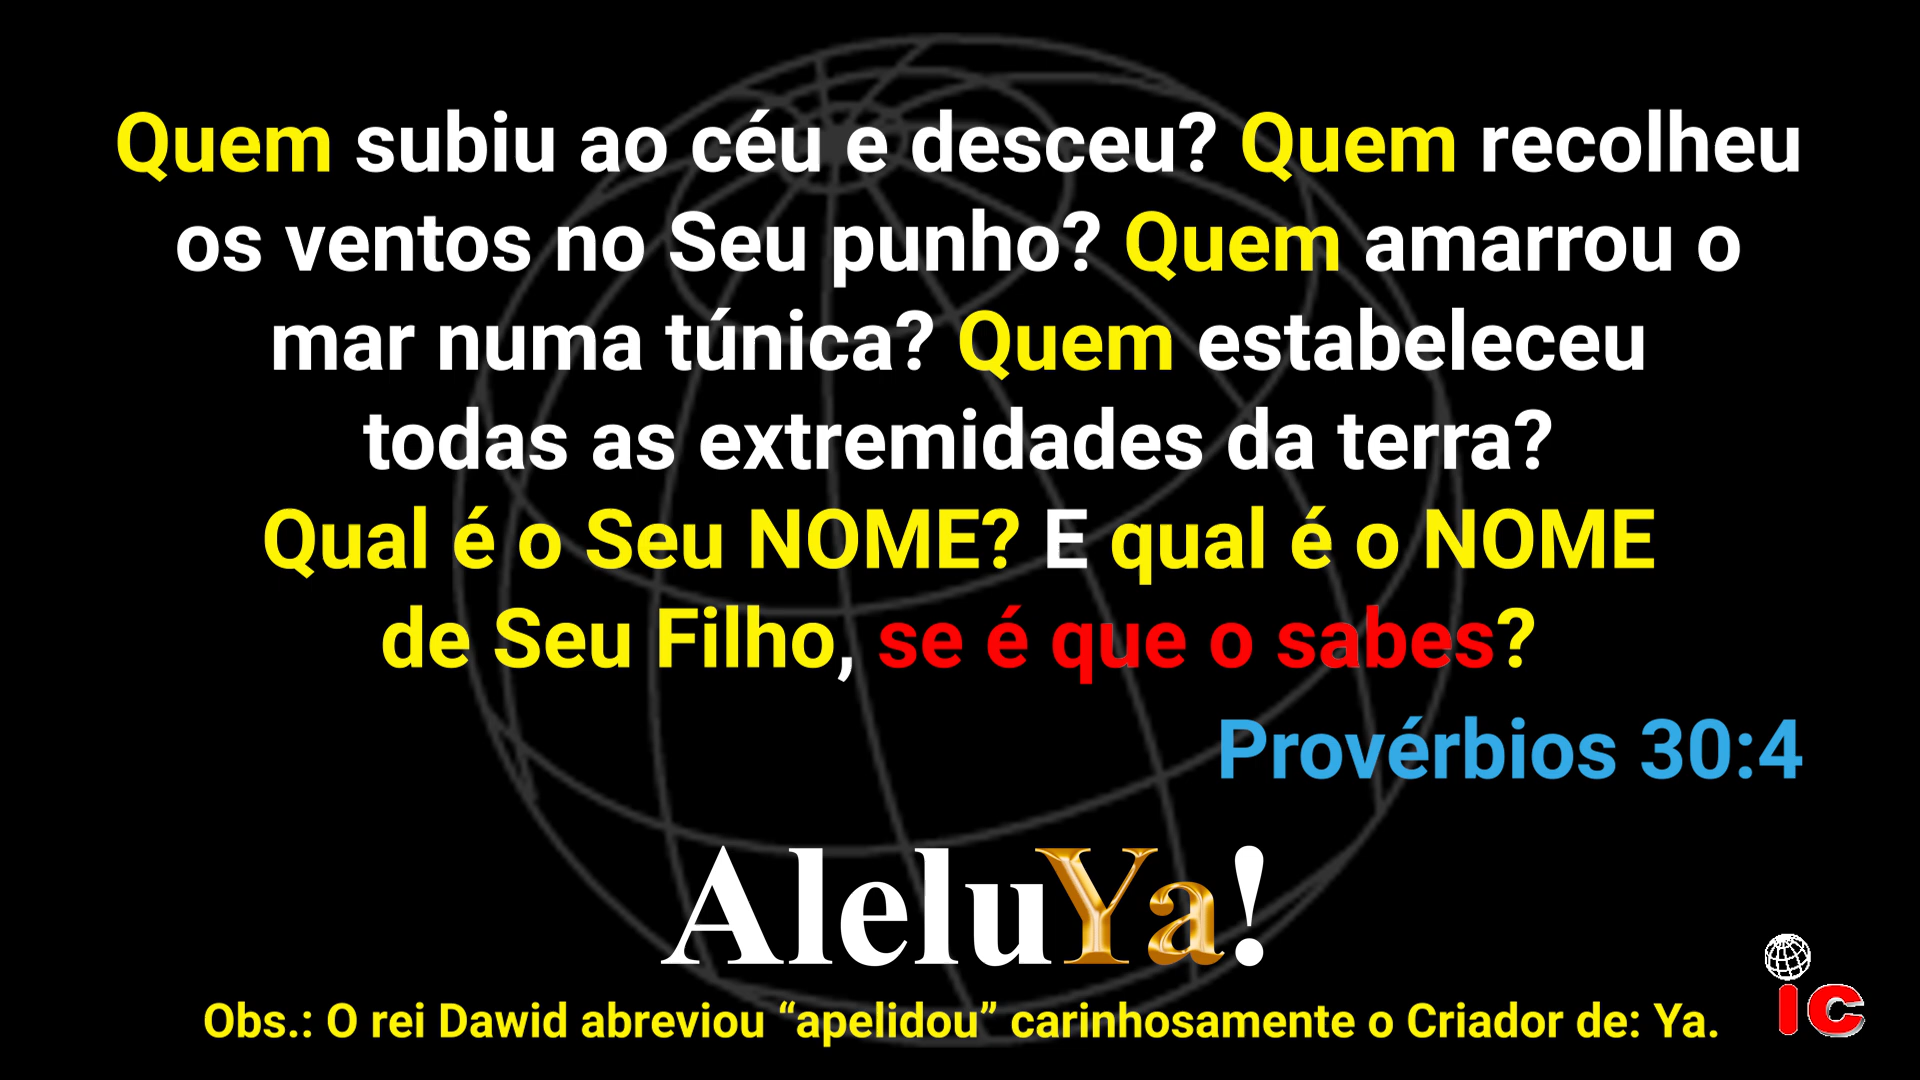 Quem subiu ao céu e desceu? Quem recolheu
os ventos no Seu punho? Quem amarrou o
mar numa túnica? Quem estabeleceu
todas as extremidades da terra?
Qual é o Seu NOME? E qual é o NOME
de Seu Filho, se é que o sabes?
Provérbios 30:4
AleluYa!
Obs.: O rei Dawid abreviou “apelidou” carinhosamente o Criador de: Ya.
IC